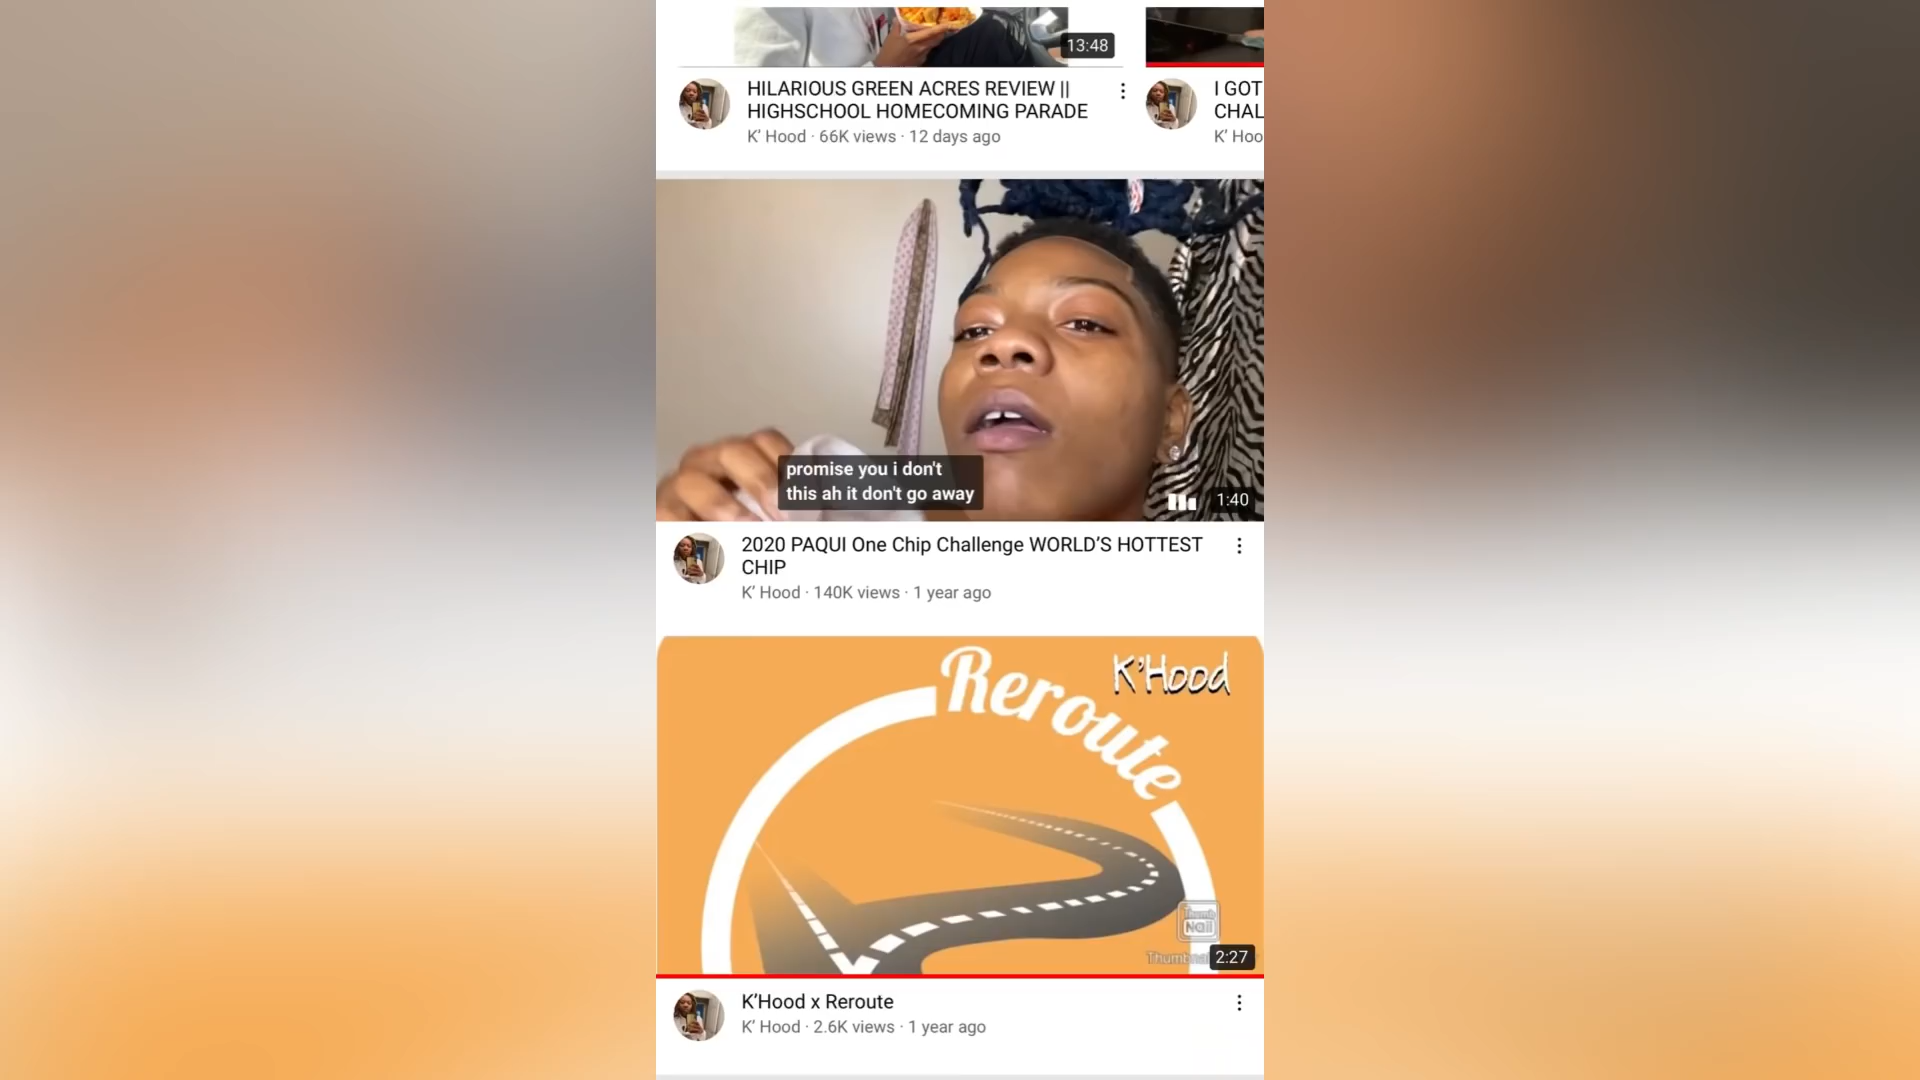 13:48
HILARIOUS GREEN ACRES REVIEW ||
HIGHSCHOOL HOMECOMING PARADE
K' Hood · 66K views · 12 days ago
I GOT
CHAL
K' Hoo
promise you i don't
this ah it don't go away
1:40
2020 PAQUI One Chip Challenge WORLD’S HOTTEST
CHIP
K' Hood · 140K views · 1 year ago
K'Hood
Reroute
Thumb
Nail
2:27
K’Hood x Reroute
K' Hood · 2.6K views · 1 year ago